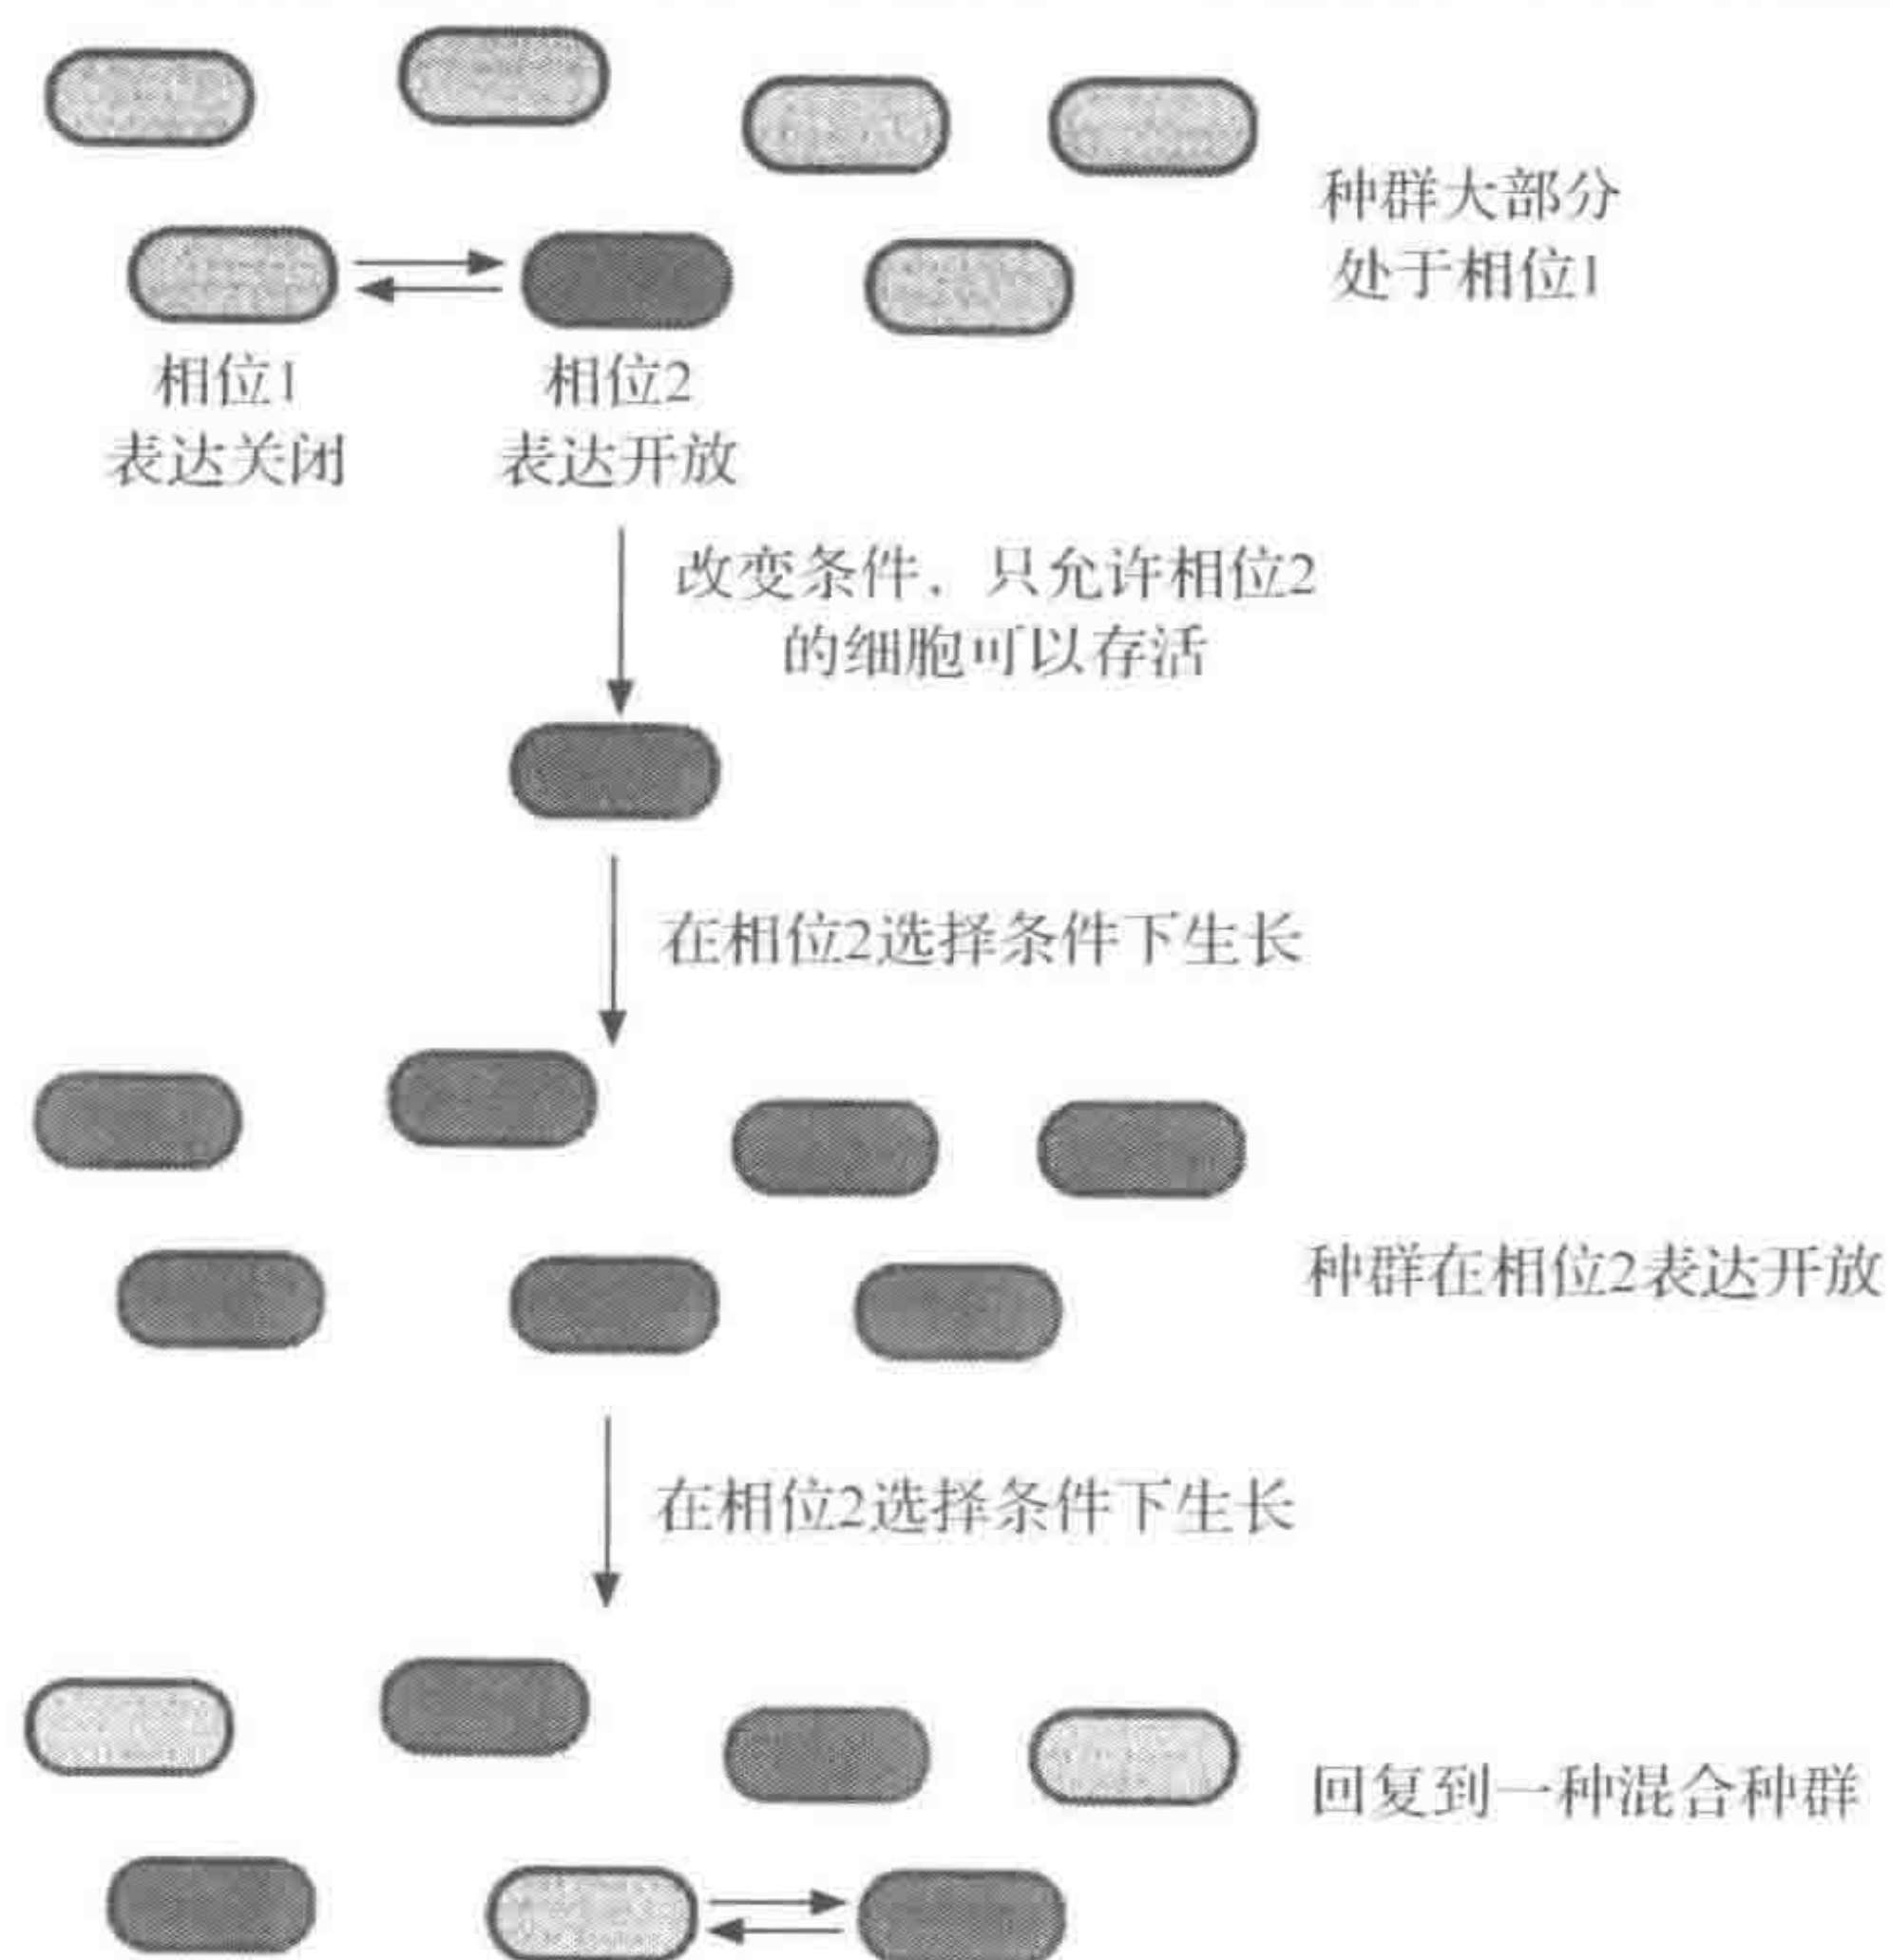 种群大部分
处于相位1
相位1
表达关闭
相位2
表达开放
改变条件，只允许相位2
的细胞可以存活
在相位2选择条件下生长
种群在相位2表达开放
在相位2选择条件下生长
回复到一种混合种群